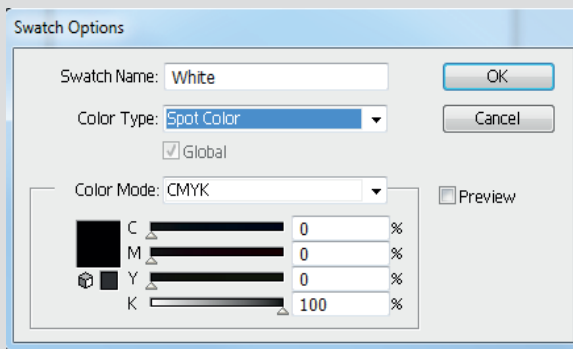 Swatch Options
Swatch Name: White OK
Color Type: Spot Color Cancel
Global
Color Mode: CMYK Preview
C 0 %
M 0 %
Y 0 %
K 100 %